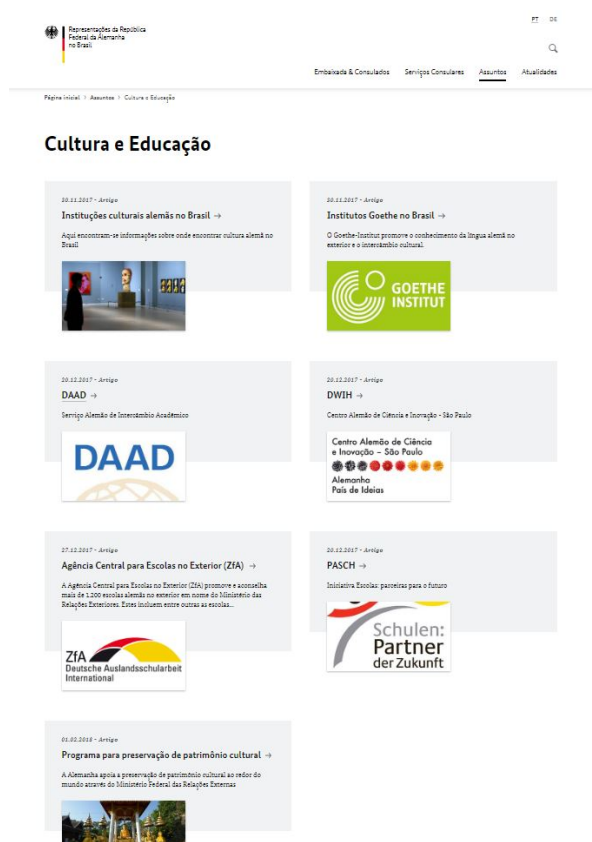 PT DE
Representações da República
Federal da Alemanha
no Brasil
Embaixada & Consulados Serviços Consulares Assuntos Atualidades
Página inicial > Assuntos > Cultura e Educação
Cultura e Educação
30.11.2017 - Artigo
Instituções culturais alemãs no Brasil →
Aqui encontram-se informações sobre onde encontrar cultura alemã no
Brasil
30.11.2017 - Artigo
Institutos Goethe no Brasil →
O Goethe-Institut promove o conhecimento da língua alemã no
exterior e o intercâmbio cultural.
GOETHE
INSTITUT
20.12.2017 - Artigo
DAAD →
Serviço Alemão de Intercâmbio Acadêmico
DAAD
20.12.2017 - Artigo
DWIH →
Centro Alemão de Ciência e Inovação - São Paulo
Centro Alemão de Ciência
e Inovação – São Paulo
Alemanha
País de Ideias
27.12.2017 - Artigo
Agência Central para Escolas no Exterior (ZfA) →
A Agência Central para Escolas no Exterior (ZfA) promove e aconselha
mais de 1.200 escolas alemãs no exterior em nome do Ministério das
Relações Exteriores. Estes incluem entre outras as escolas...
ZfA
Deutsche Auslandsschularbeit
International
20.12.2017 - Artigo
PASCH →
Iniciativa Escolas: parceiras para o futuro
Schulen:
Partner
der Zukunft
01.02.2018 - Artigo
Programa para preservação de patrimônio cultural →
A Alemanha apoia a preservação de patrimônio cultural ao redor do
mundo através do Ministério Federal das Relações Externas